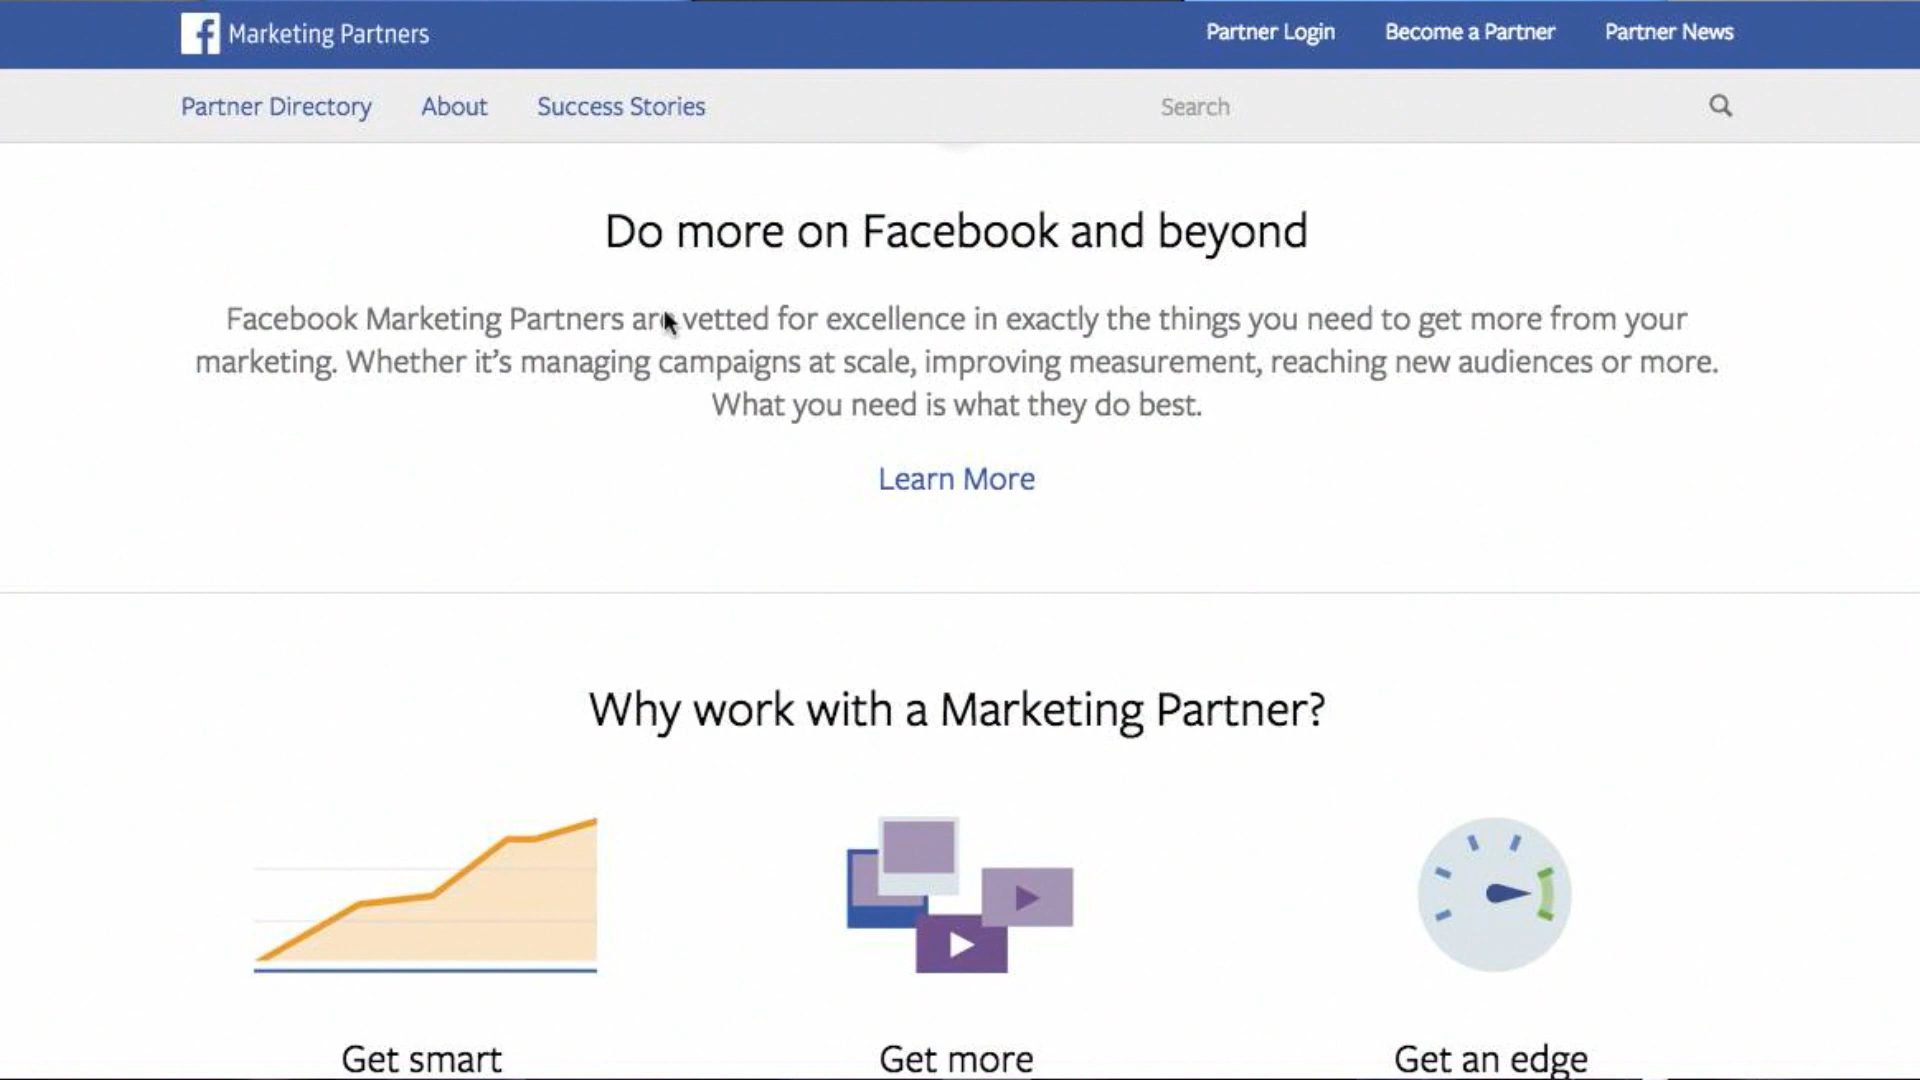 Marketing Partners
Partner Login
Become a Partner
Partner News
Partner Directory
About
Success Stories
Search
Do more on Facebook and beyond
Facebook Marketing Partners are vetted for excellence in exactly the things you need to get more from your
marketing. Whether it’s managing campaigns at scale, improving measurement, reaching new audiences or more.
What you need is what they do best.
Learn More
Why work with a Marketing Partner?
Get smart
Get more
Get an edge